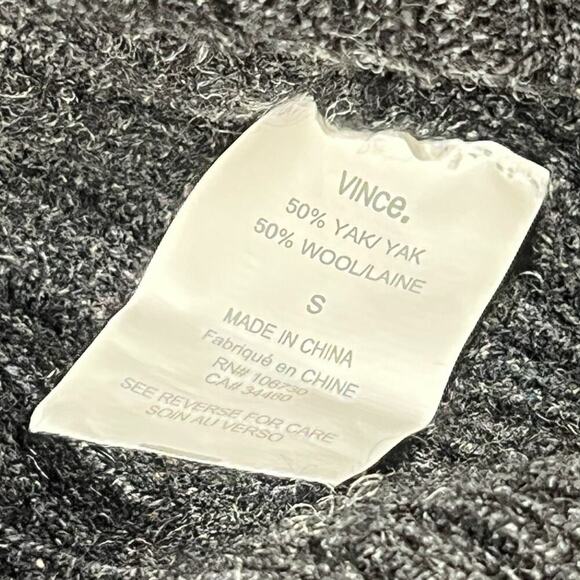 VINCe.
50% YAK/ YAK
50% WOOL/LAINE
S
MADE IN CHINA
Fabriqué en CHINE
RN# 106730
CA# 34460
SEE REVERSE FOR CARE
SOIN AU VERSO